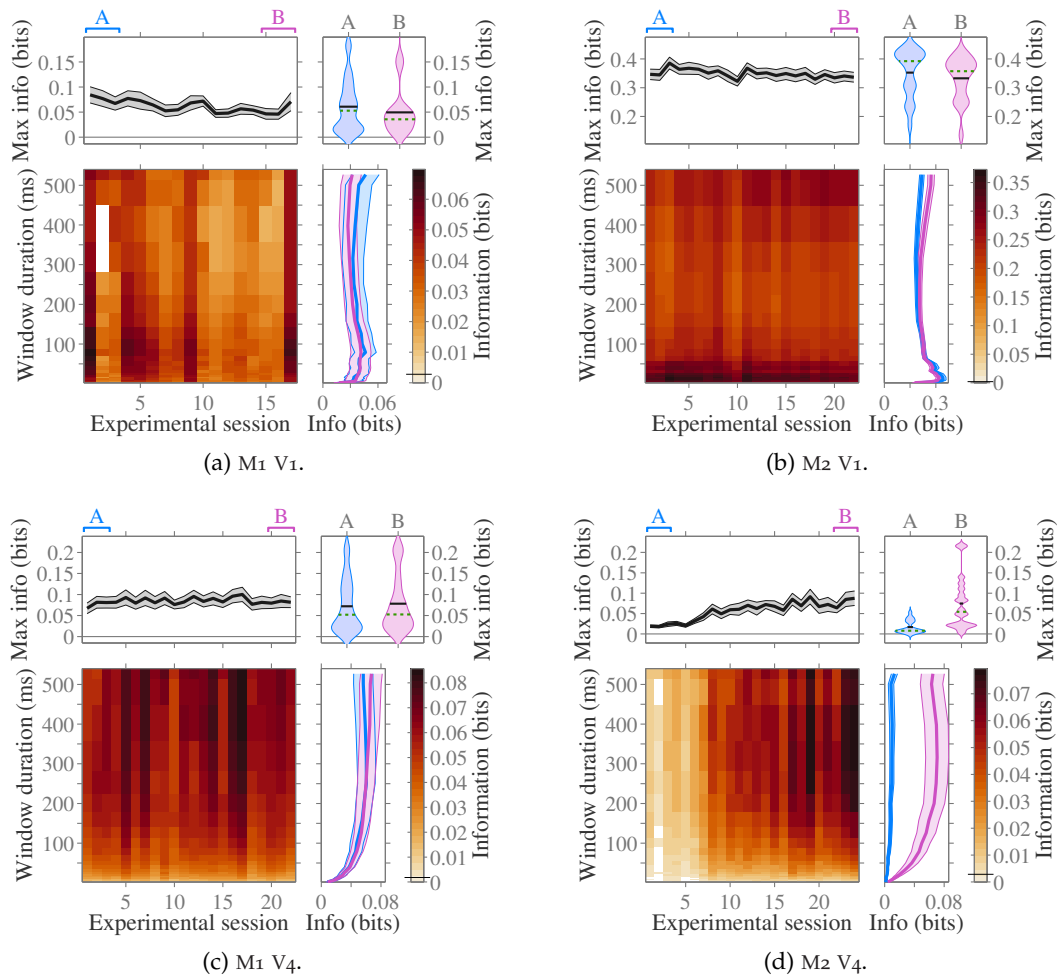 A B A B
Max info (bits)
0.15
0.1
0.05
0
0.15
0.1
0.05
0
Max info (bits)
Window duration (ms)
500
400
300
200
100
5 10 15
Experimental session
0 0.06
Info (bits)
0.06
0.05
0.04
0.03
0.02
0.01
0
Information (bits)
(a) M1 V1.
A B A B
Max info (bits)
0.4
0.3
0.2
0.4
0.3
0.2
Max info (bits)
Window duration (ms)
500
400
300
200
100
5 10 15 20
Experimental session
0 0.3
Info (bits)
0.35
0.3
0.25
0.2
0.15
0.1
0.05
0
Information (bits)
(b) M2 V1.
A B A B
Max info (bits)
0.2
0.15
0.1
0.05
0
0.2
0.15
0.1
0.05
0
Max info (bits)
Window duration (ms)
500
400
300
200
100
5 10 15 20
Experimental session
0 0.08
Info (bits)
0.08
0.07
0.06
0.05
0.04
0.03
0.02
0.01
0
Information (bits)
(c) M1 V4.
A B A B
Max info (bits)
0.2
0.15
0.1
0.05
0
0.2
0.15
0.1
0.05
0
Max info (bits)
Window duration (ms)
500
400
300
200
100
5 10 15 20
Experimental session
0 0.08
Info (bits)
0.07
0.06
0.05
0.04
0.03
0.02
0.01
0
Information (bits)
(d) M2 V4.